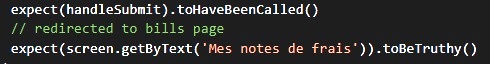 expect(handleSubmit).toHaveBeenCalled()
// redirected to bills page
expect(screen.getByText('Mes notes de frais')).toBeTruthy()